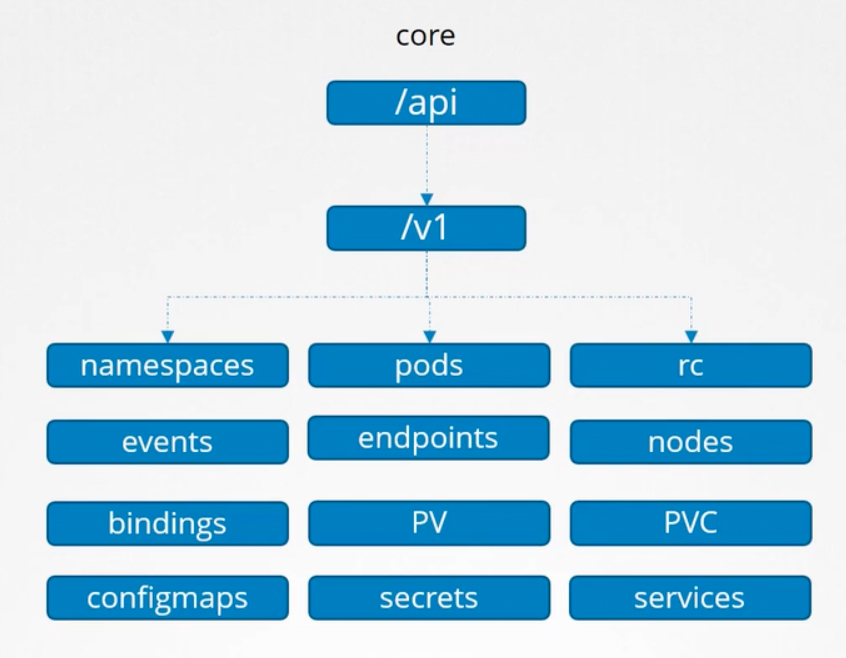 core
/api
/v1
namespaces
pods
rc
events
endpoints
nodes
bindings
PV
PVC
configmaps
secrets
services